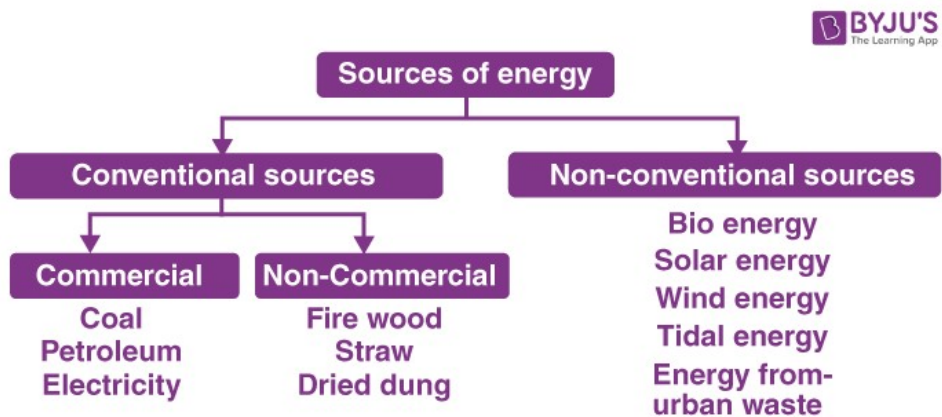 BYJU'S
The Learning App
Sources of energy
Conventional sources
Non-conventional sources
Commercial
Non-Commercial
Coal
Petroleum
Electricity
Fire wood
Straw
Dried dung
Bio energy
Solar energy
Wind energy
Tidal energy
Energy from-
urban waste